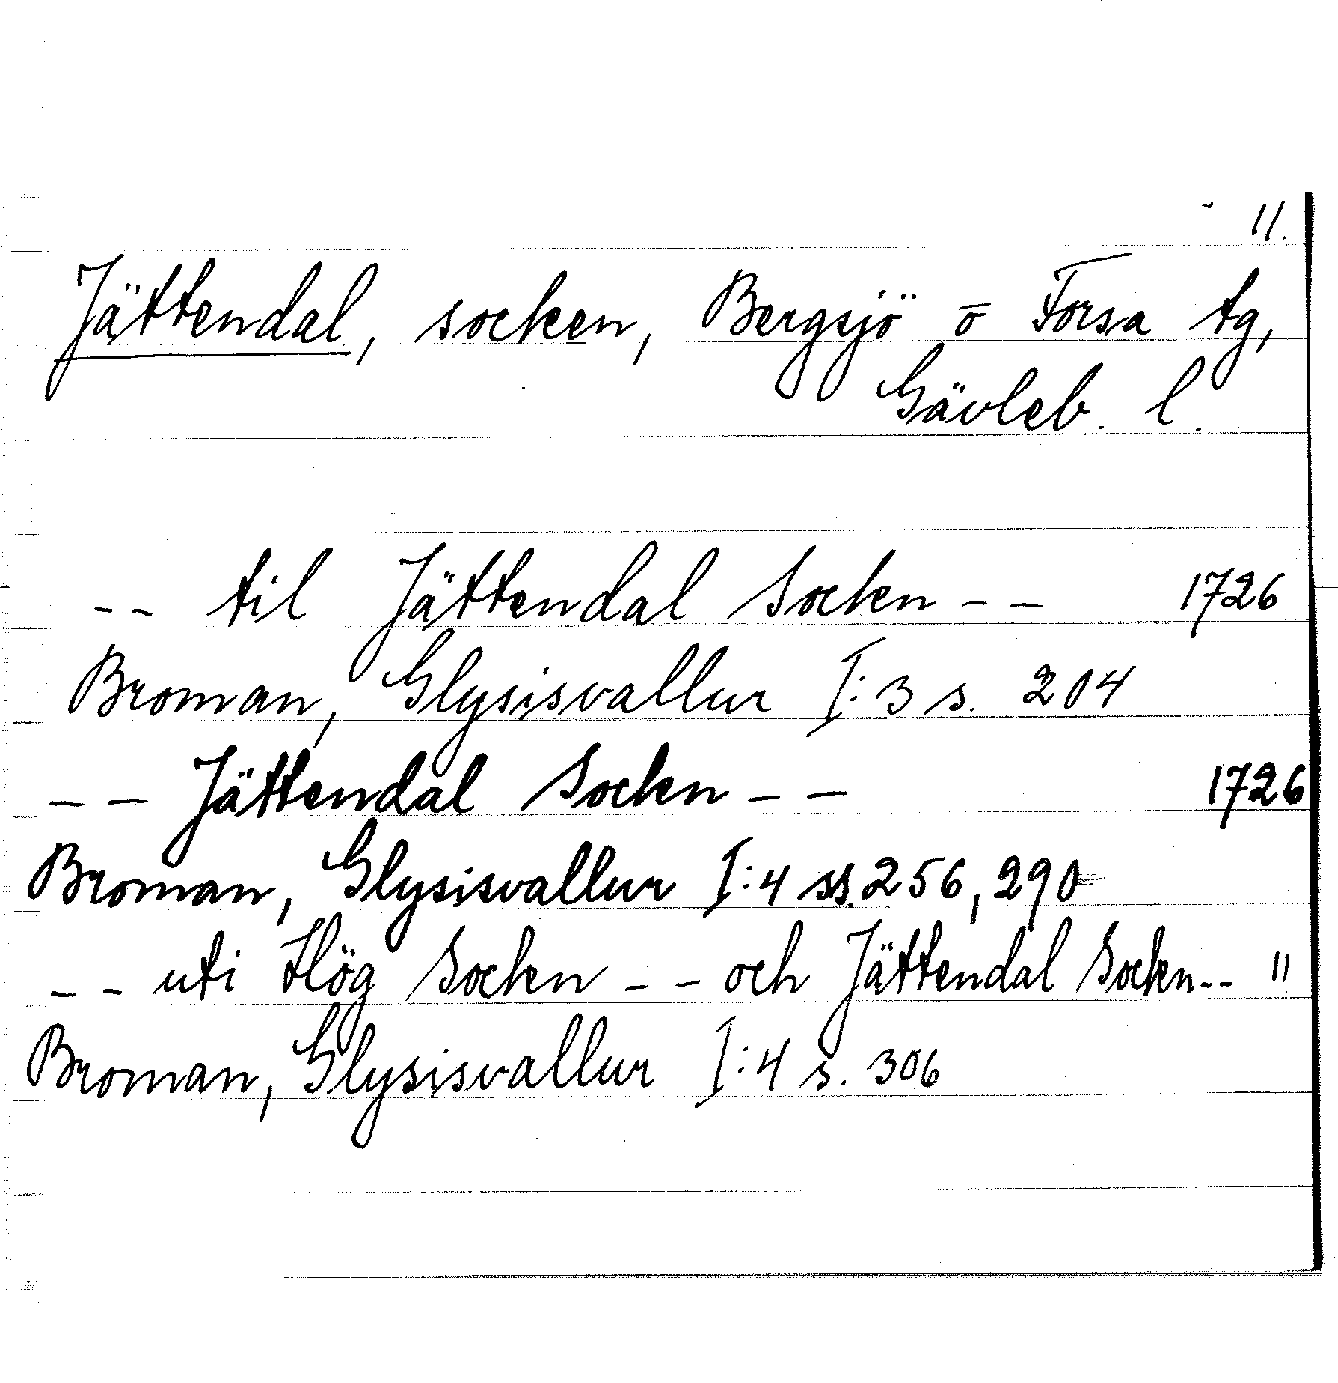 11.
Jättendal, socken, Bergsjö o Forsa tg,
Gävleb. l.
-- til Jättendal Socken -- 1726
Broman, Glysisvallur I:3 s. 204
-- Jättendal Socken -- 1726
Broman, Glysisvallur I:4 ss. 256, 290
-- uti Hög Socken -- och Jättendal Socken -- "
Broman, Glysisvallur I:4 s. 306